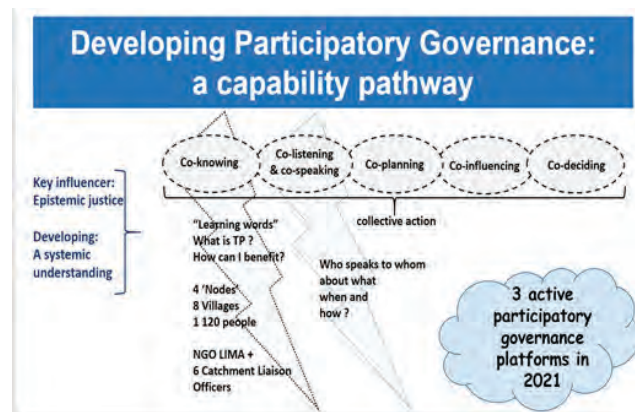 Developing Participatory Governance:
a capability pathway
Co-knowing
Co-listening
& co-speaking
Co-planning
Co-influencing
Co-deciding
Key influencer:
Epistemic justice
Developing:
A systemic
understanding
collective action
“Learning words”
What is TP ?
How can I benefit?
4 ‘Nodes’
8 Villages
1 120 people
NGO LIMA +
6 Catchment Liaison
Officers
Who speaks to whom
about what
when and
how ?
3 active
participatory
governance
platforms in
2021